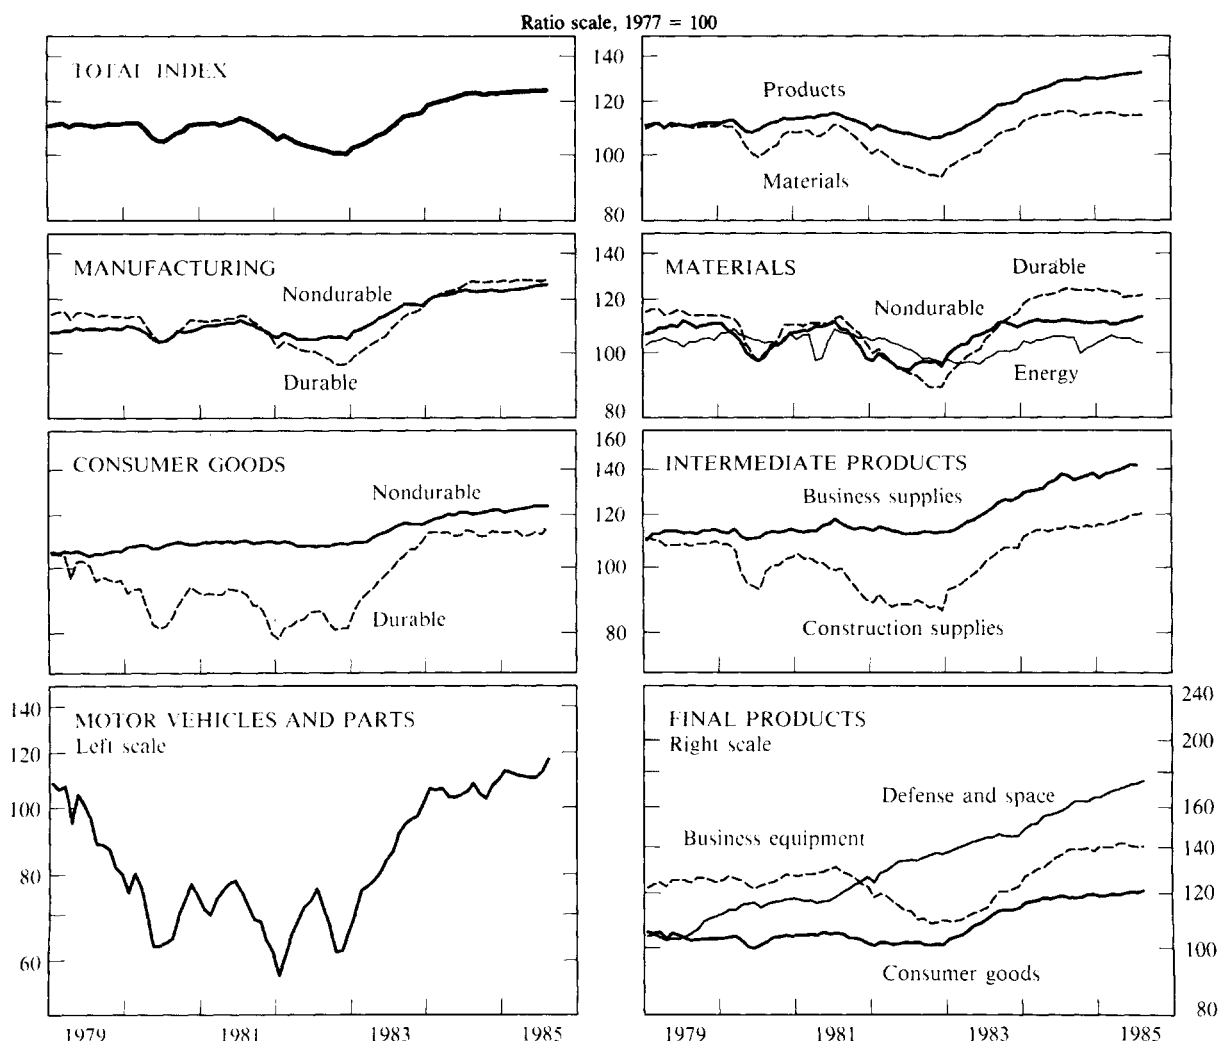 Ratio scale, 1977 = 100
TOTAL INDEX
140
120
100
80
Products
Materials
MANUFACTURING
Nondurable
Durable
140
120
100
80
MATERIALS
Durable
Nondurable
Energy
CONSUMER GOODS
Nondurable
Durable
160
140
120
100
80
INTERMEDIATE PRODUCTS
Business supplies
Construction supplies
140
120
100
80
60
MOTOR VEHICLES AND PARTS
Left scale
FINAL PRODUCTS
Right scale
Defense and space
Business equipment
Consumer goods
240
200
160
140
120
100
80
1979 1981 1983 1985
1979 1981 1983 1985